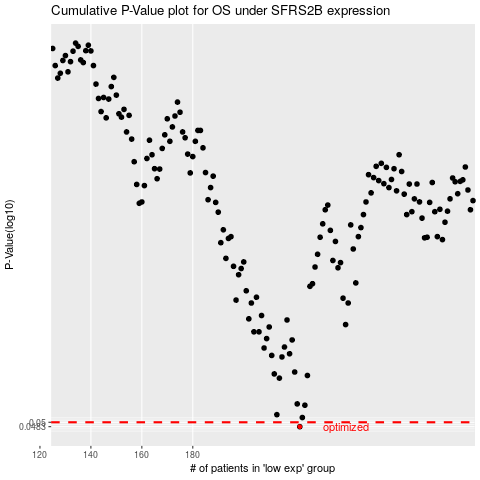 Cumulative P-Value plot for OS under SFRS2B expression
P-Value(log10)
0.05
0.0483
optimized
120 140 160 180
# of patients in 'low exp' group